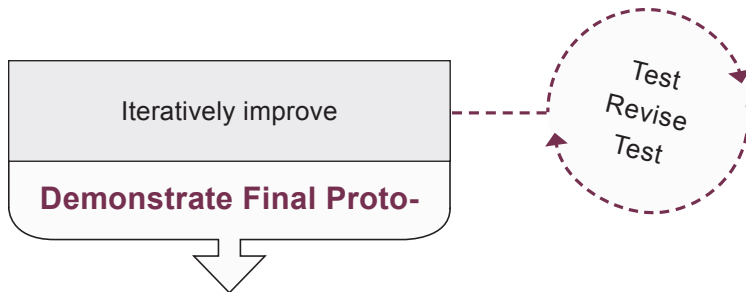 Iteratively improve
Demonstrate Final Proto-
Test
Revise
Test